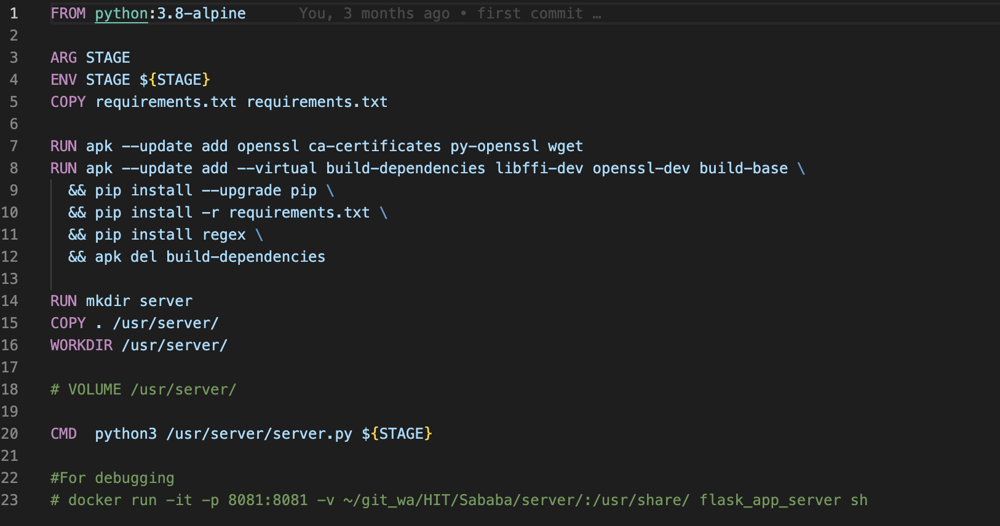 1 FROM python:3.8-alpine You, 3 months ago • first commit …
2
3 ARG STAGE
4 ENV STAGE ${STAGE}
5 COPY requirements.txt requirements.txt
6
7 RUN apk --update add openssl ca-certificates py-openssl wget
8 RUN apk --update add --virtual build-dependencies libffi-dev openssl-dev build-base \
9 && pip install --upgrade pip \
10 && pip install -r requirements.txt \
11 && pip install regex \
12 && apk del build-dependencies
13
14 RUN mkdir server
15 COPY . /usr/server/
16 WORKDIR /usr/server/
17
18 # VOLUME /usr/server/
19
20 CMD  python3 /usr/server/server.py ${STAGE}
21
22 #For debugging
23 # docker run -it -p 8081:8081 -v ~/git_wa/HIT/Sababa/server/:/usr/share/ flask_app_server sh